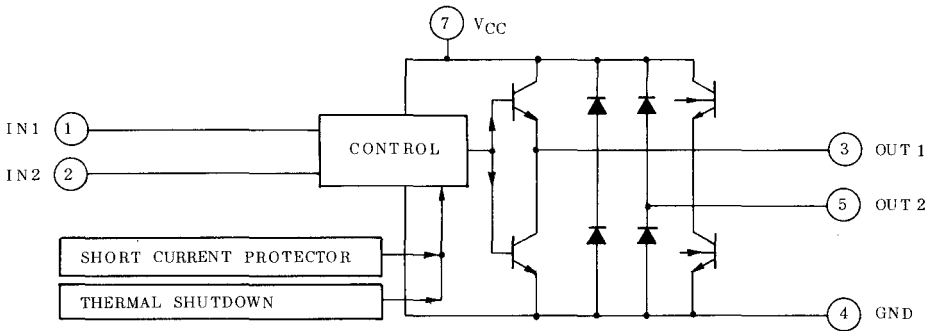 7 VCC
IN1 1
CONTROL
3 OUT 1
IN2 2
5 OUT 2
SHORT CURRENT PROTECTOR
THERMAL SHUTDOWN
4 GND